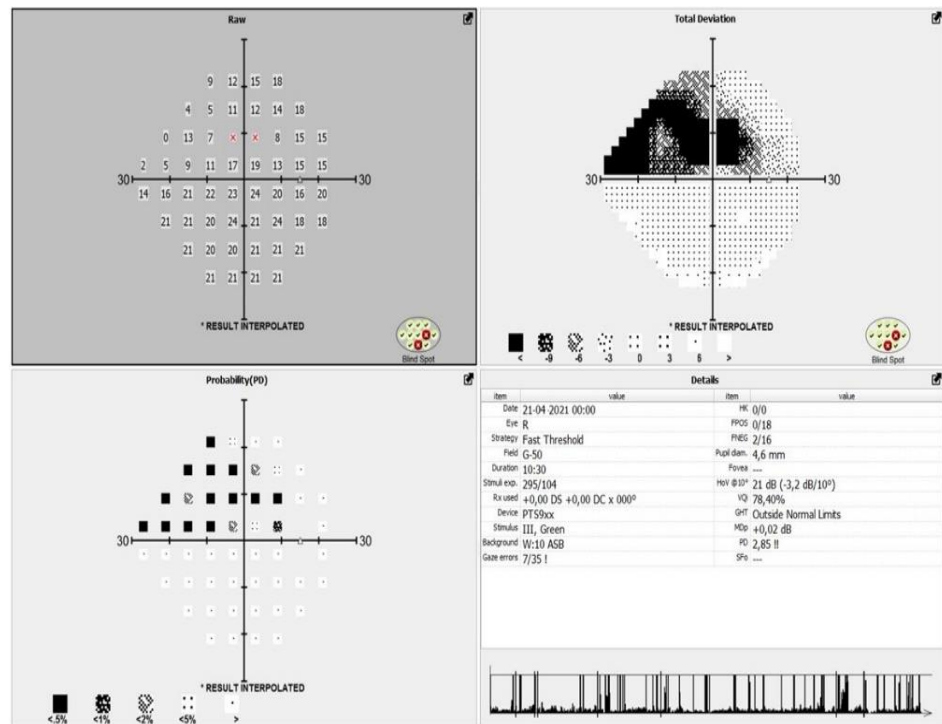 Raw
9 12 15 18
4 5 11 12 14 18
0 13 7 X X 8 15 15
2 5 9 11 17 19 13 15 15
30 30
14 16 21 22 23 24 20 16 20
21 21 20 24 21 24 18 18
21 20 20 21 21 21
21 21 21 21
* RESULT INTERPOLATED
Blind Spot
Total Deviation
30 30
* RESULT INTERPOLATED
< -9 -6 -3 0 3 6 >
Blind Spot
Probability(PD)
30 30
* RESULT INTERPOLATED
<.5% <1% <2% <5% >
Details
item value item value
Date 21-04-2021 00:00 HK 0/0
Eye R FPOS 0/18
Strategy Fast Threshold FNEG 2/16
Field G-50 Pupil diam. 4,6 mm
Duration 10:30 Fovea ---
Stimuli exp. 295/104 HoV @10° 21 dB (-3,2 dB/10°)
Rx used +0,00 DS +0,00 DC x 000° VQi 78,40%
Device PTS9xx GHT Outside Normal Limits
Stimulus III, Green MDp +0,02 dB
Background W:10 ASB PD 2,85 !!
Gaze errors 7/35 ! SFo ---